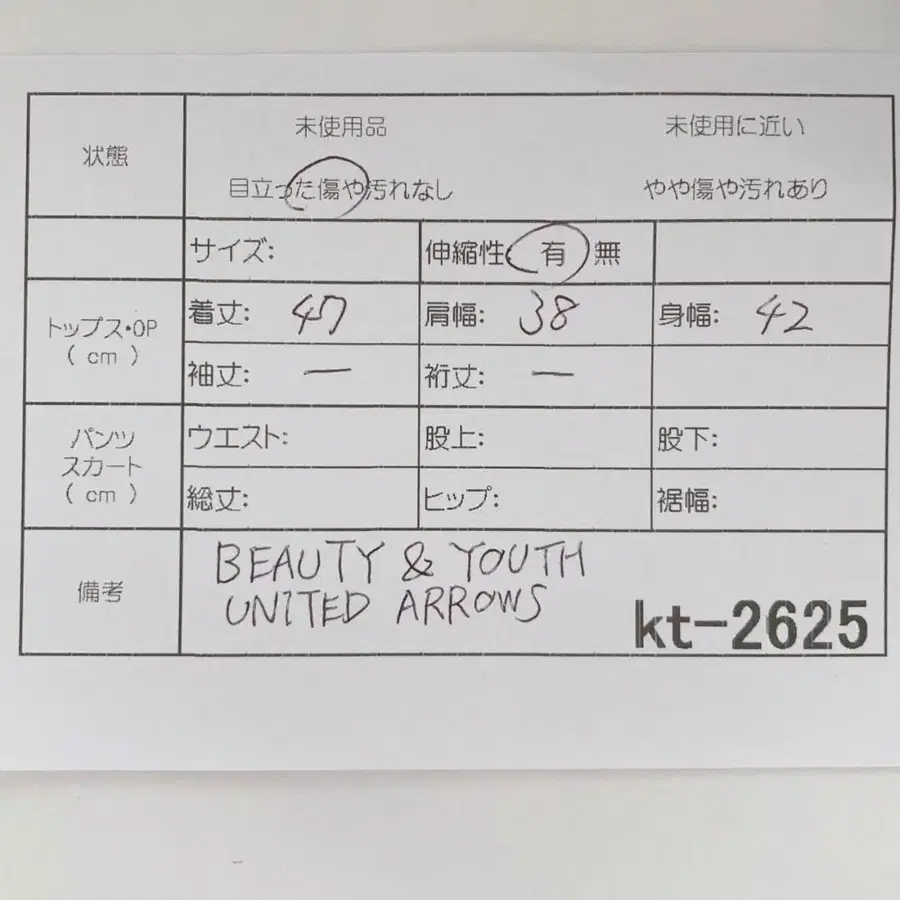 状態
未使用品 未使用に近い
目立った傷や汚れなし やや傷や汚れあり
サイズ: 伸縮性: 有 無
トップス・OP
( cm )
着丈: 47 肩幅: 38 身幅: 42
袖丈: — 裄丈: —
パンツ
スカート
( cm )
ウエスト: 股上: 股下:
総丈: ヒップ: 裾幅:
備考
BEAUTY & YOUTH
UNITED ARROWS
kt-2625